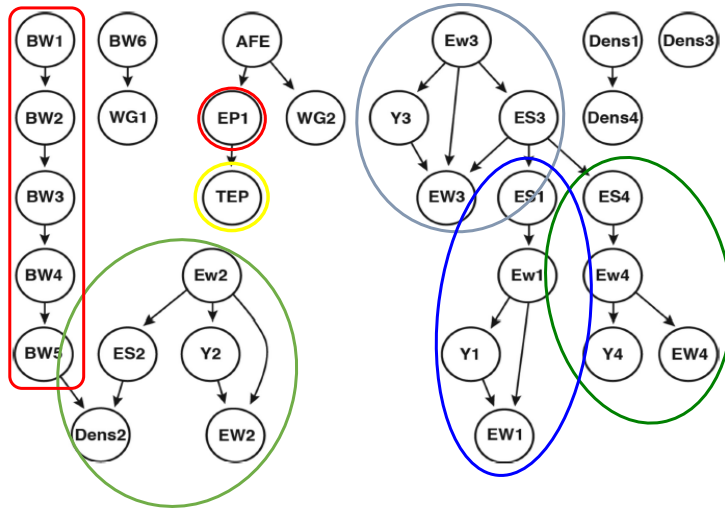 BW1 BW6 AFE Ew3 Dens1 Dens3
BW2 WG1 EP1 WG2 Y3 ES3 Dens4
BW3 TEP EW3 ES1 ES4
BW4 Ew2 Ew1 Ew4
BW5 ES2 Y2 Y1 Y4 EW4
Dens2 EW2 EW1